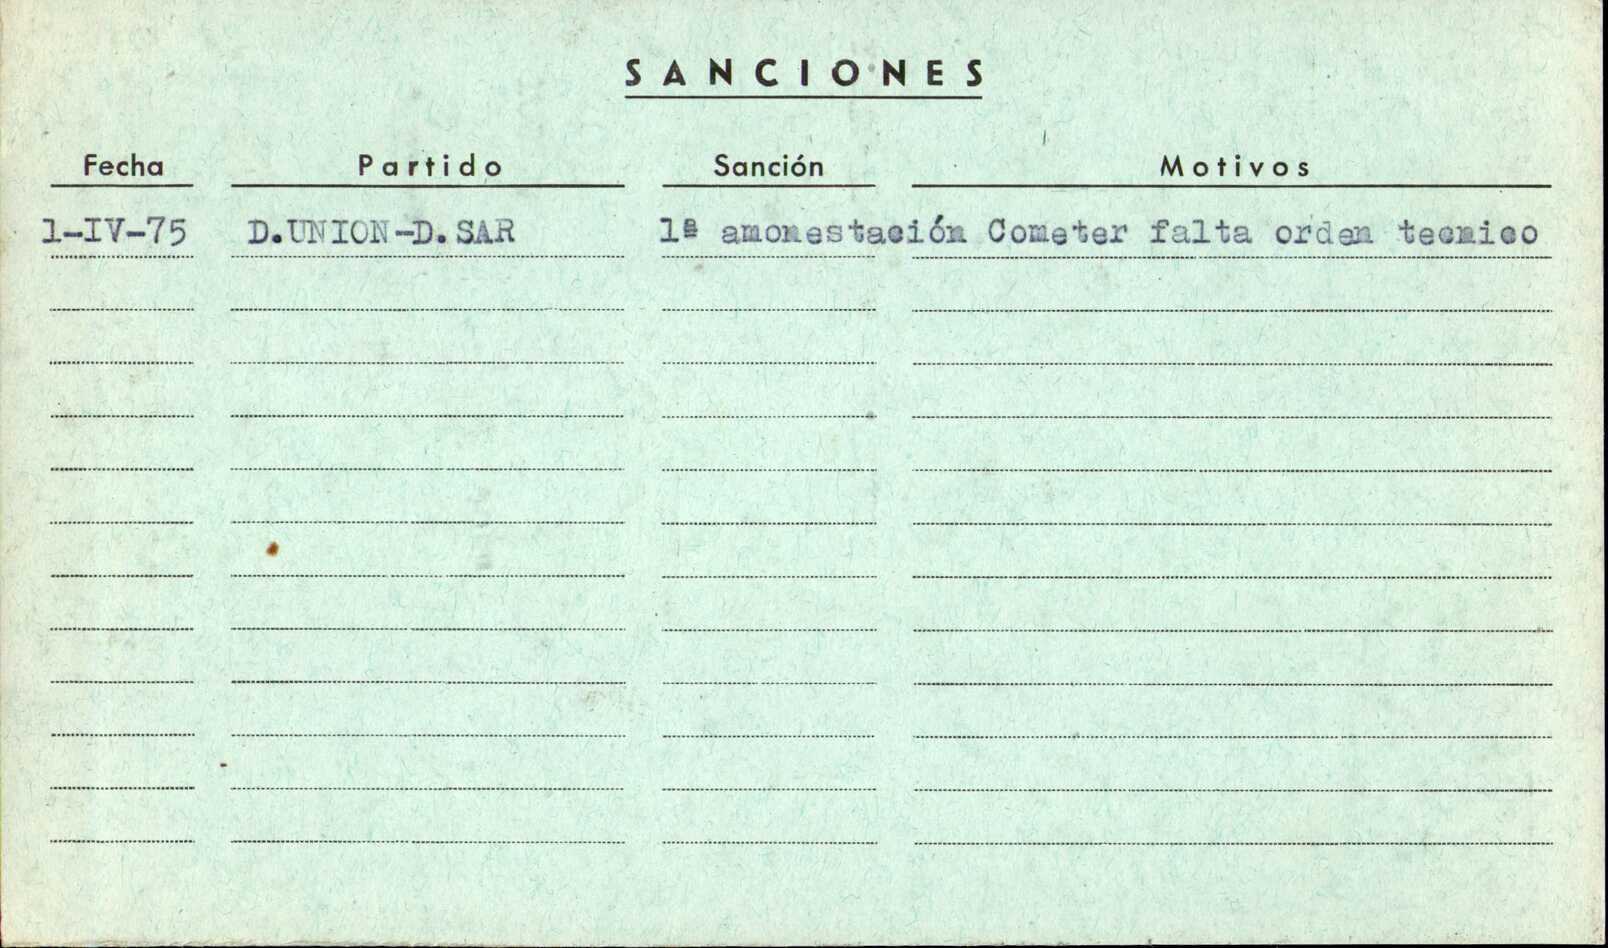 SANCIONES
Fecha Partido Sanción Motivos
1-IV-75 D.UNION-D.SAR 1ª amonestación Cometer falta orden tecnico